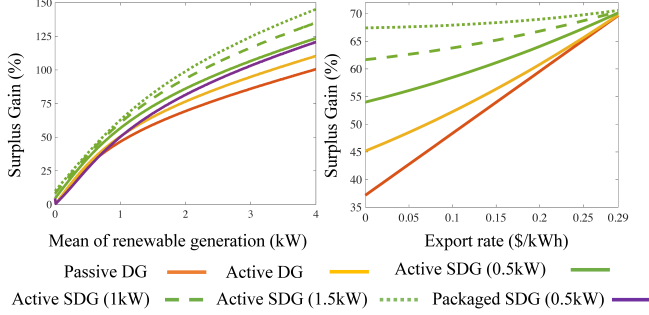 150
125
100
75
50
25
0
Surplus Gain (%)
0 1 2 3 4
Mean of renewable generation (kW)
70
65
60
55
50
45
40
35
Surplus Gain (%)
0 0.05 0.1 0.15 0.2 0.25 0.29
Export rate ($/kWh)
Passive DG Active DG Active SDG (0.5kW)
Active SDG (1kW) Active SDG (1.5kW) Packaged SDG (0.5kW)